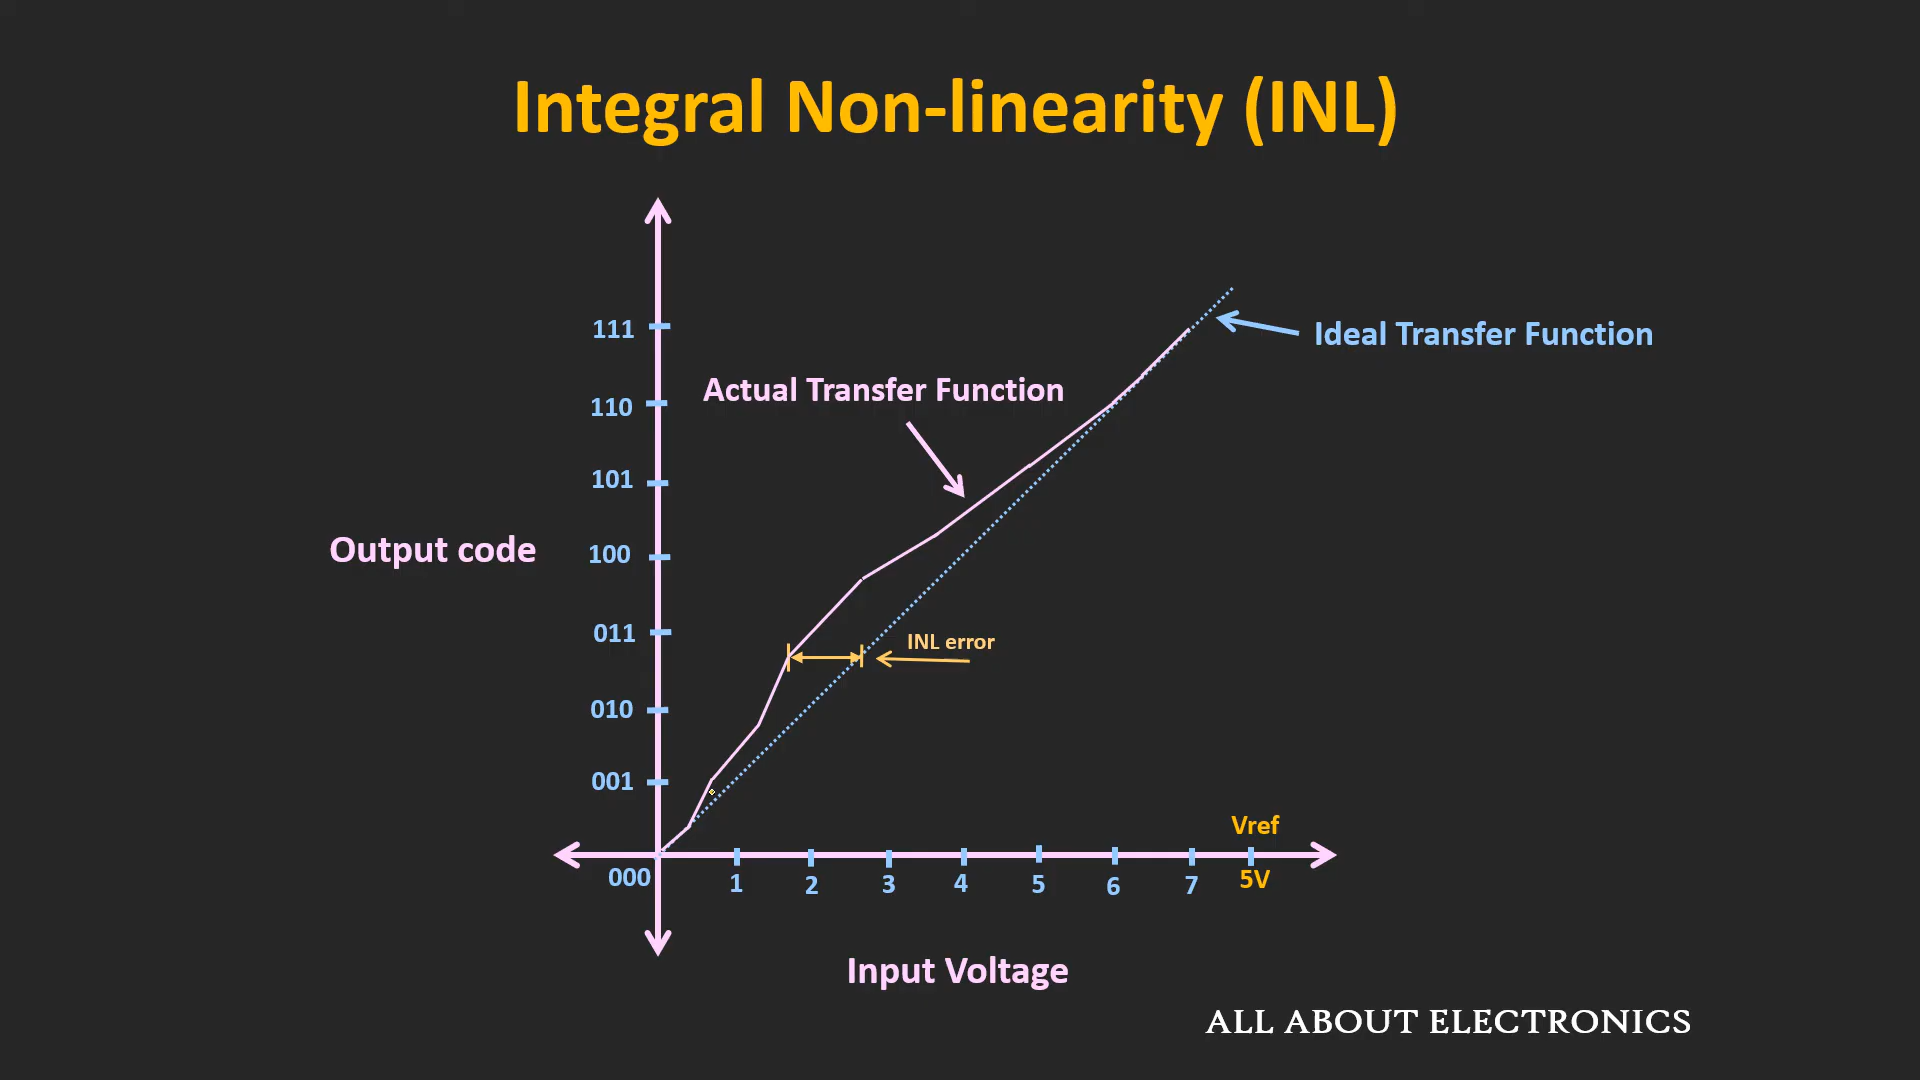 Integral Non-linearity (INL)
111
Ideal Transfer Function
Actual Transfer Function
110
101
Output code
100
011
INL error
010
001
Vref
000
1
2
3
4
5
6
7
5V
Input Voltage
ALL ABOUT ELECTRONICS